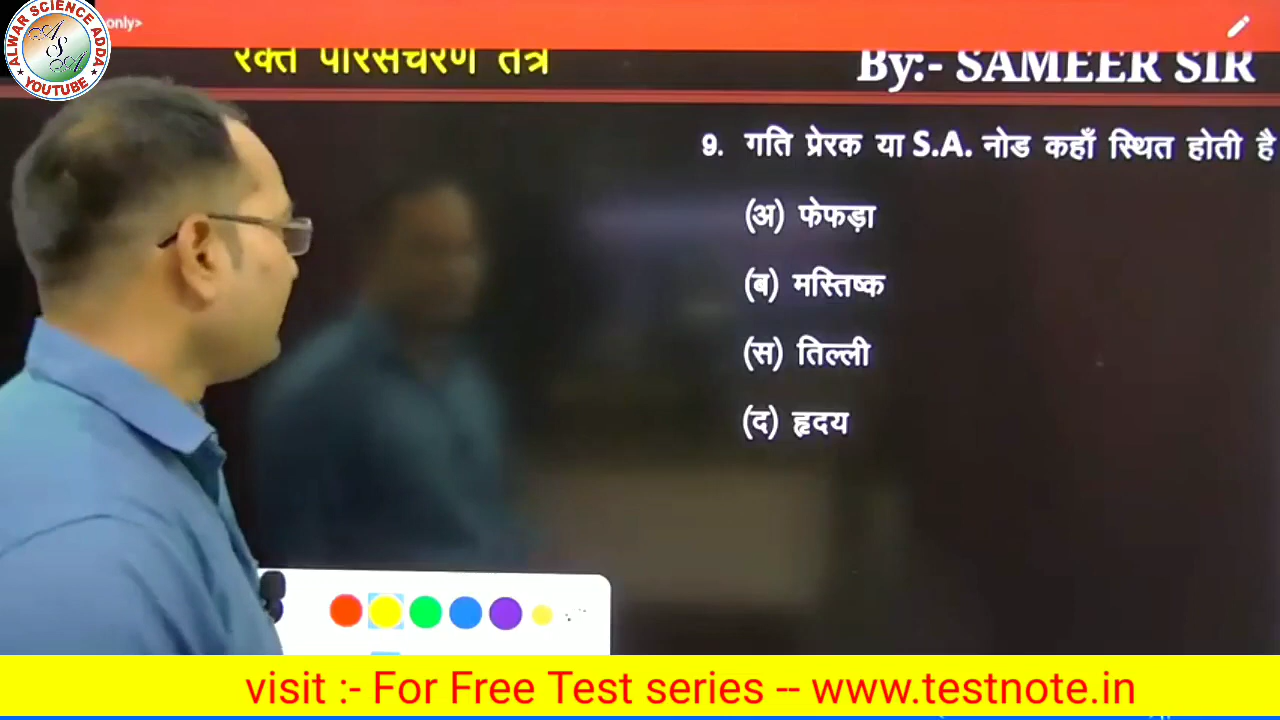 ALWAR SCIENCE ADDA
ASA
YOUTUBE
only>
रक्त परिसंचरण तंत्र
By:- SAMEER SIR
9. गति प्रेरक या S.A. नोड कहाँ स्थित होती है
(अ) फेफड़ा
(ब) मस्तिष्क
(स) तिल्ली
(द) हृदय
visit :- For Free Test series -- www.testnote.in